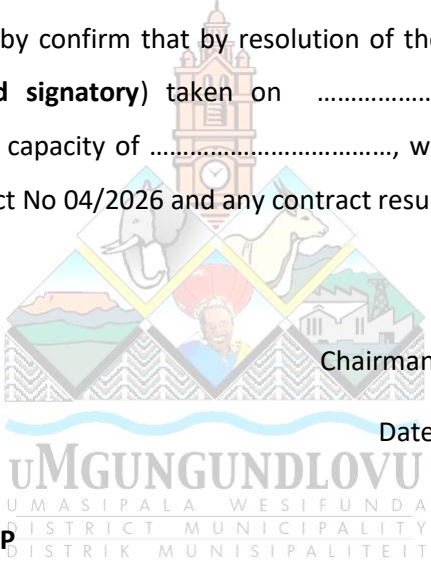 by confirm that by resolution of the
d signatory) taken on ……………….
capacity of ………………………………, w
ct No 04/2026 and any contract resu
Chairman
Date
uMGUNGUNDLOVU
UMASIPALA WESIFUNDA
DISTRICT MUNICIPALITY
P
DISTRIK MUNISIPALITEIT